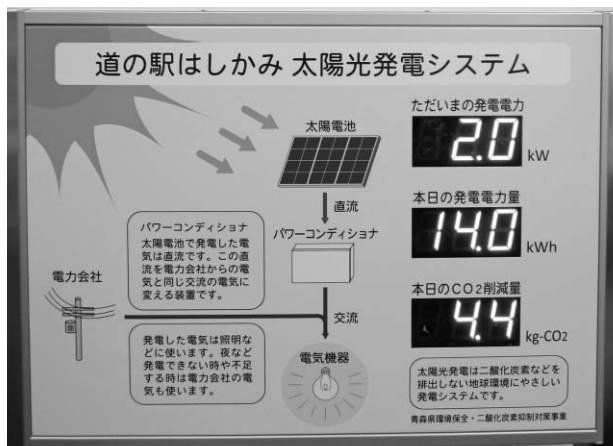 道の駅はしかみ 太陽光発電システム
太陽電池
直流
パワーコンディショナ
パワーコンディショナ
太陽電池で発電した電
気は直流です。この直
流を電力会社からの電
気と同じ交流の電気に
変える装置です。
電力会社
交流
発電した電気は照明な
どに使います。夜など
発電できない時や不足
する時は電力会社の電
気も使います。
電気機器
ただいまの発電電力
2.0 kW
本日の発電電力量
14.0 kWh
本日のCO2削減量
4.4 kg-CO2
太陽光発電は二酸化炭素などを
排出しない地球環境にやさしい
発電システムです。
青森県環境保全・二酸化炭素抑制対策事業